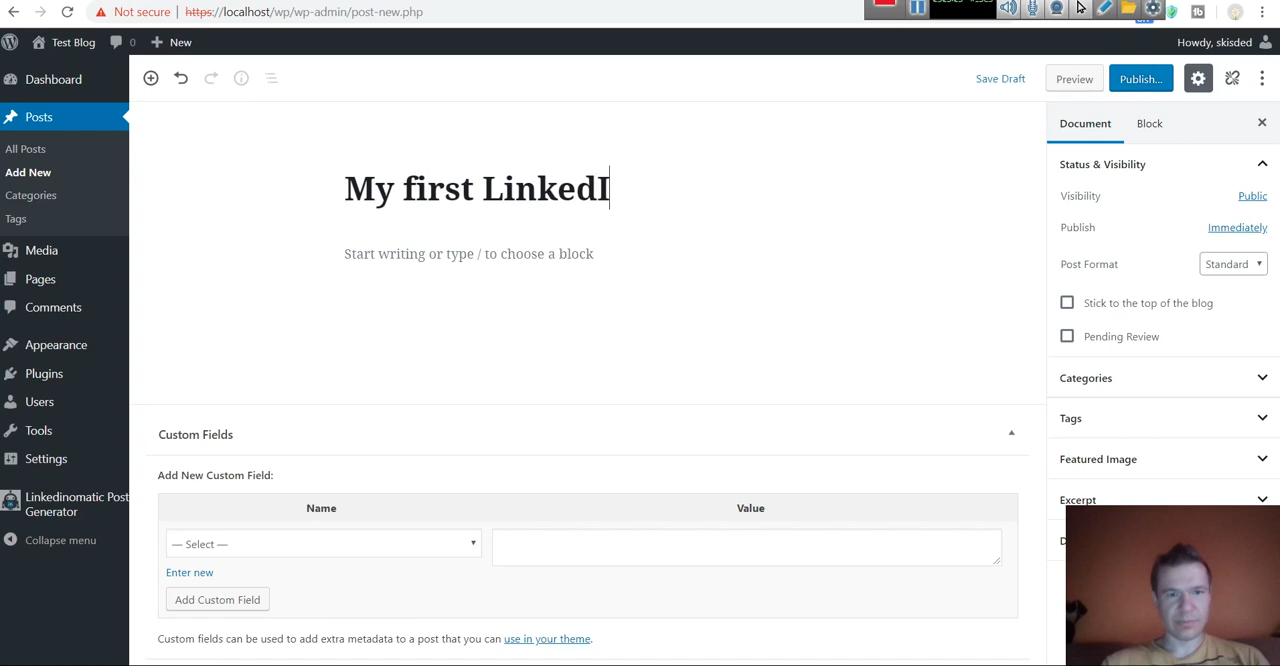 Not secure | https://localhost/wp/wp-admin/post-new.php
Test Blog 0 New Howdy, skisded
Dashboard
Posts
All Posts
Add New
Categories
Tags
Media
Pages
Comments
Appearance
Plugins
Users
Tools
Settings
Linkedinomatic Post
Generator
Collapse menu
Save Draft Preview Publish...
My first LinkedI
Start writing or type / to choose a block
Custom Fields
Add New Custom Field:
Name Value
— Select —
Enter new
Add Custom Field
Custom fields can be used to add extra metadata to a post that you can use in your theme.
Document Block
Status & Visibility
Visibility Public
Publish Immediately
Post Format Standard
Stick to the top of the blog
Pending Review
Categories
Tags
Featured Image
Excerpt
D